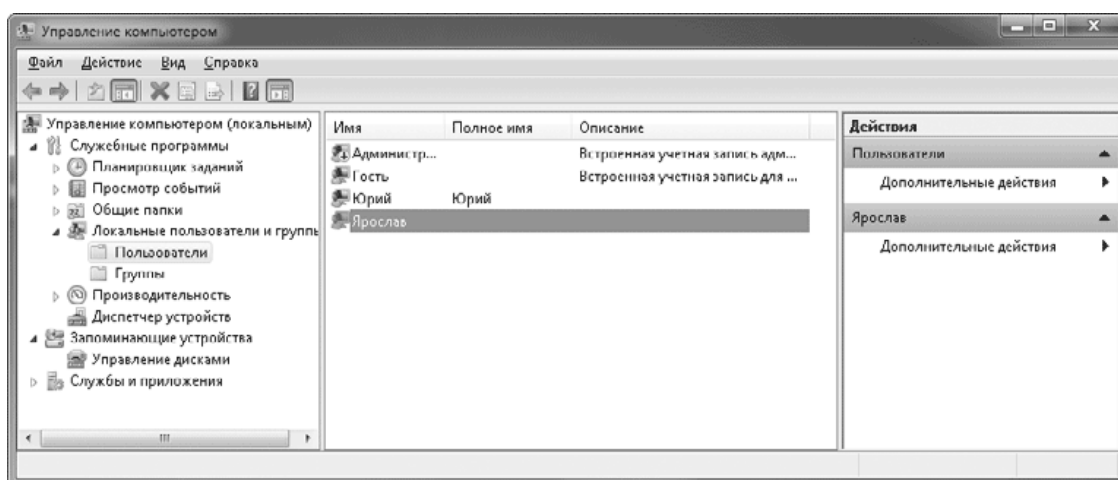 Управление компьютером
Файл Действие Вид Справка
Управление компьютером (локальным)
Служебные программы
Планировщик заданий
Просмотр событий
Общие папки
Локальные пользователи и группы
Пользователи
Группы
Производительность
Диспетчер устройств
Запоминающие устройства
Управление дисками
Службы и приложения
Имя Полное имя Описание
Администр... Встроенная учетная запись адм...
Гость Встроенная учетная запись для ...
Юрий Юрий
Ярослав
Действия
Пользователи
Дополнительные действия
Ярослав
Дополнительные действия